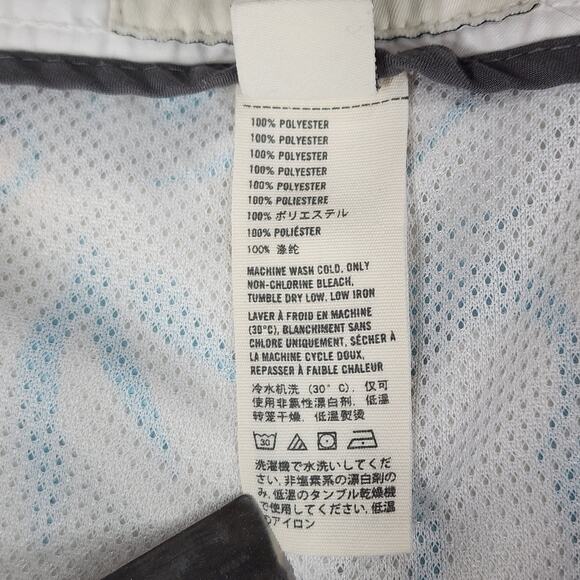 100% POLYESTER
100% POLYESTER
100% POLYESTER
100% POLYESTER
100% POLYESTER
100% POLIESTERE
100% ポリエステル
100% POLIÉSTER
100% 涤纶
MACHINE WASH COLD, ONLY
NON-CHLORINE BLEACH,
TUMBLE DRY LOW, LOW IRON
LAVER À FROID EN MACHINE
(30°C), BLANCHIMENT SANS
CHLORE UNIQUEMENT, SÉCHER À
LA MACHINE CYCLE DOUX,
REPASSER À FAIBLE CHALEUR
冷水机洗 (30°C), 仅可
使用非氯性漂白剂, 低温
转笼干燥, 低温熨烫
30
洗濯機で水洗いしてくだ
さい, 非塩素系の漂白剤の
み, 低温のタンブル乾燥機
で使用してください, 低温
のアイロン